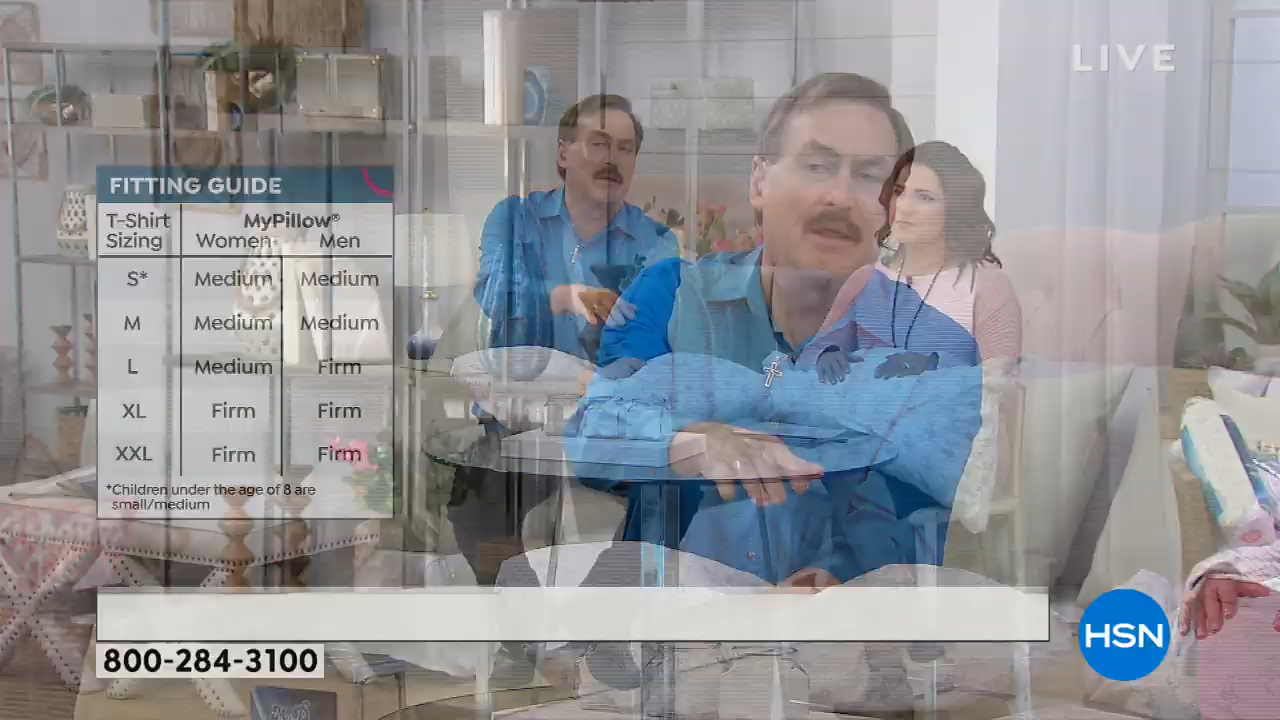 LIVE
FITTING GUIDE
T-Shirt MyPillow®
Sizing Women Men
S* Medium Medium
M Medium Medium
L Medium Firm
XL Firm Firm
XXL Firm Firm
*Children under the age of 8 are
small/medium
800-284-3100
HSN